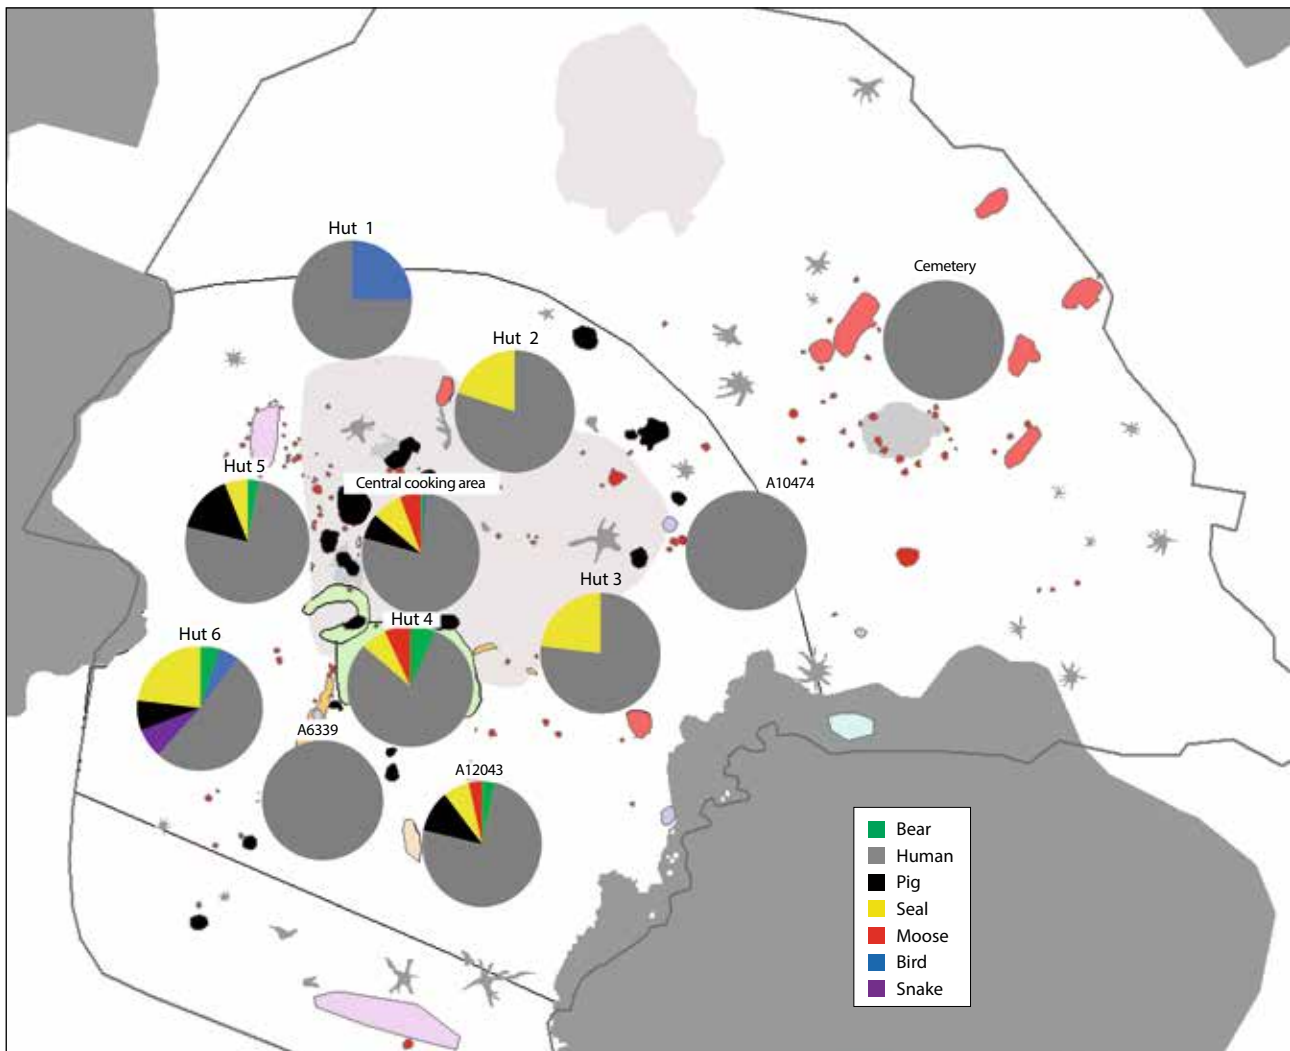 Hut 1
Cemetery
Hut 2
Hut 5
Central cooking area
A10474
Hut 3
Hut 4
Hut 6
A6339
A12043
Bear
Human
Pig
Seal
Moose
Bird
Snake